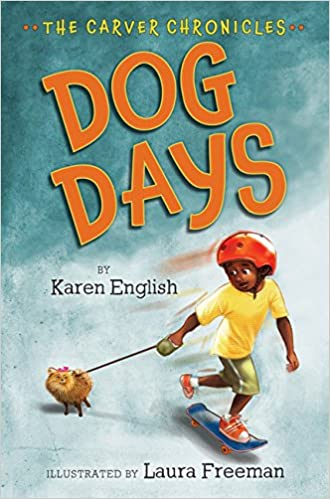 THE CARVER CHRONICLES
DOG
DAYS
BY
Karen English
ILLUSTRATED BY Laura Freeman